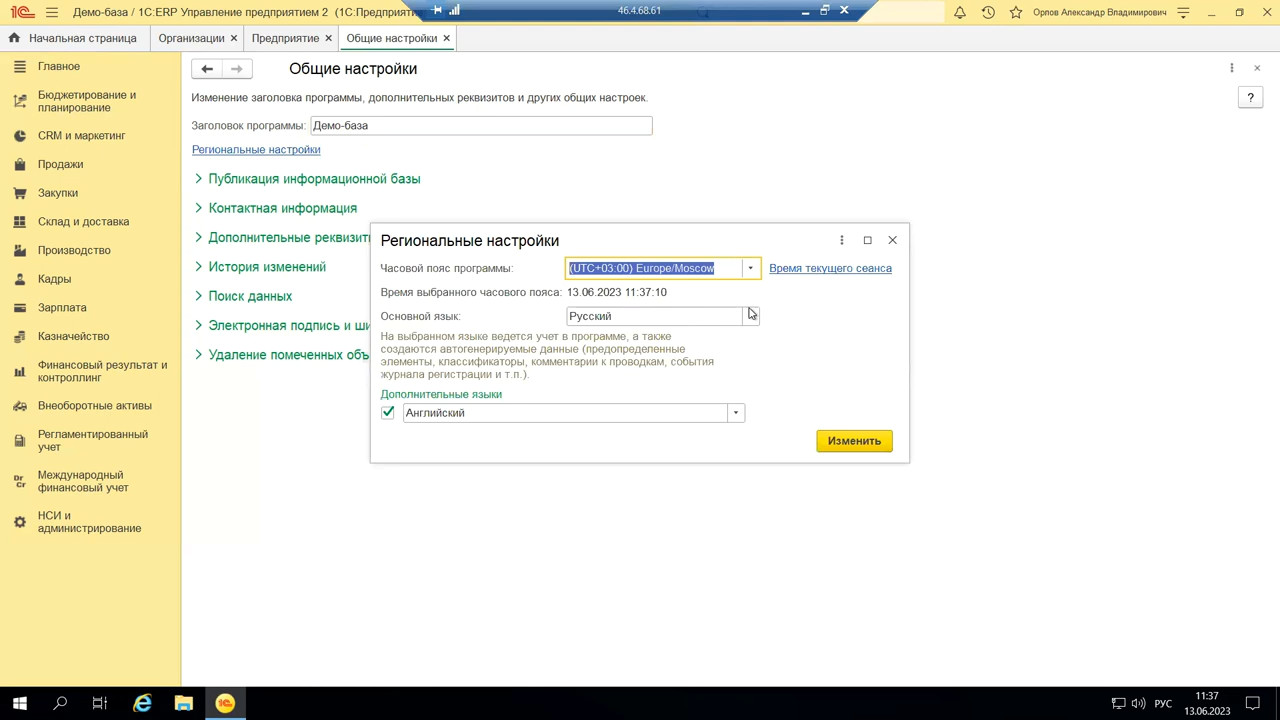 Демо-база / 1С:ERP Управление предприятием 2 (1С:Предприяти
46.4.68.61
Орлов Александр Владимирович
Начальная страница
Организации
Предприятие
Общие настройки
Главное
Бюджетирование и
планирование
CRM и маркетинг
Продажи
Закупки
Склад и доставка
Производство
Кадры
Зарплата
Казначейство
Финансовый результат и
контроллинг
Внеоборотные активы
Регламентированный
учет
Международный
финансовый учет
НСИ и
администрирование
Общие настройки
Изменение заголовка программы, дополнительных реквизитов и других общих настроек.
?
Заголовок программы: Демо-база
Региональные настройки
Публикация информационной базы
Контактная информация
Дополнительные реквизит
История изменений
Поиск данных
Электронная подпись и ши
Удаление помеченных объ
Региональные настройки
Часовой пояс программы: (UTC+03:00) Europe/Moscow Время текущего сеанса
Время выбранного часового пояса: 13.06.2023 11:37:10
Основной язык: Русский
На выбранном языке ведется учет в программе, а также
создаются автогенерируемые данные (предопределенные
элементы, классификаторы, комментарии к проводкам, события
журнала регистрации и т.п.).
Дополнительные языки
Английский
Изменить
РУС
11:37
13.06.2023